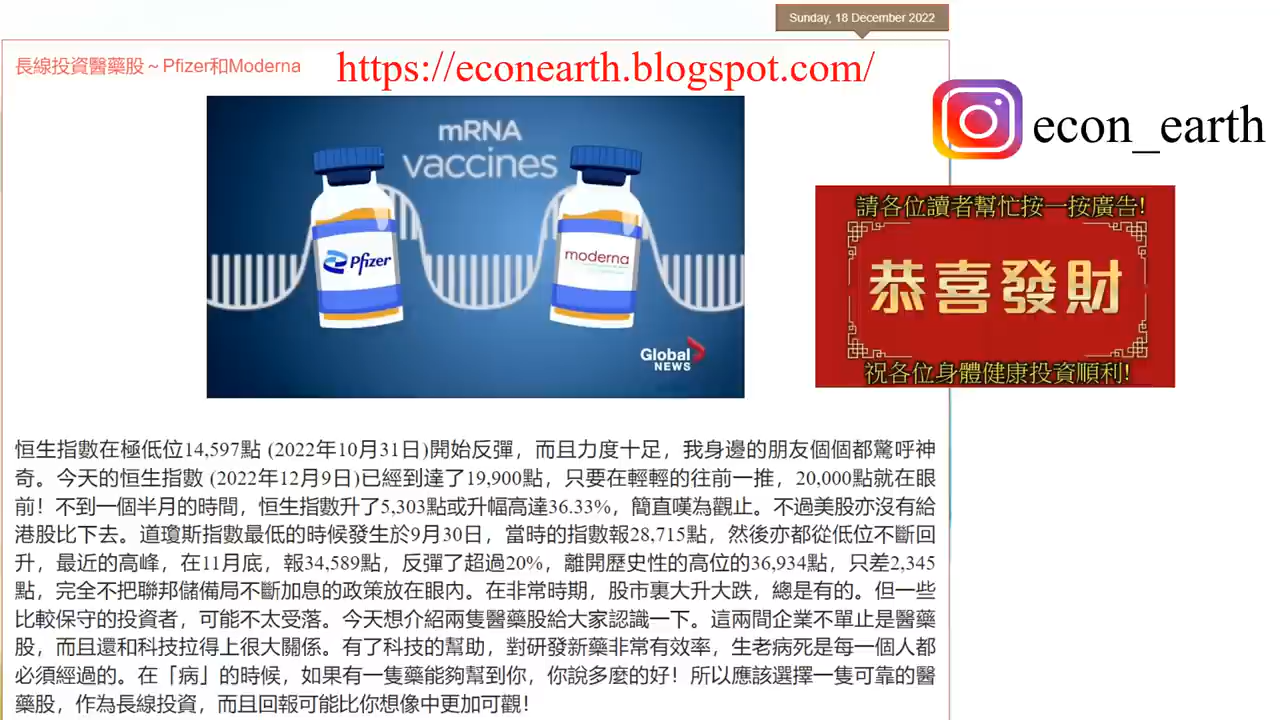 Sunday, 18 December 2022
長線投資醫藥股～Pfizer和Moderna
https://econearth.blogspot.com/
econ_earth
mRNA
vaccines
Pfizer
moderna
Global
NEWS
請各位讀者幫忙按一按廣告!
恭喜發財
祝各位身體健康投資順利!
恒生指數在極低位14,597點 (2022年10月31日)開始反彈，而且力度十足，我身邊的朋友個個都驚呼神
奇。今天的恒生指數 (2022年12月9日)已經到達了19,900點，只要在輕輕的往前一推，20,000點就在眼
前！不到一個半月的時間，恒生指數升了5,303點或升幅高達36.33%，簡直嘆為觀止。不過美股亦沒有給
港股比下去。道瓊斯指數最低的時候發生於9月30日，當時的指數報28,715點，然後亦都從低位不斷回
升，最近的高峰，在11月底，報34,589點，反彈了超過20%，離開歷史性的高位的36,934點，只差2,345
點，完全不把聯邦儲備局不斷加息的政策放在眼內。在非常時期，股市裏大升大跌，總是有的。但一些
比較保守的投資者，可能不太受落。今天想介紹兩隻醫藥股給大家認識一下。這兩間企業不單止是醫藥
股，而且還和科技拉得上很大關係。有了科技的幫助，對研發新藥非常有效率，生老病死是每一個人都
必須經過的。在「病」的時候，如果有一隻藥能夠幫到你，你說多麼的好！所以應該選擇一隻可靠的醫
藥股，作為長線投資，而且回報可能比你想像中更加可觀！